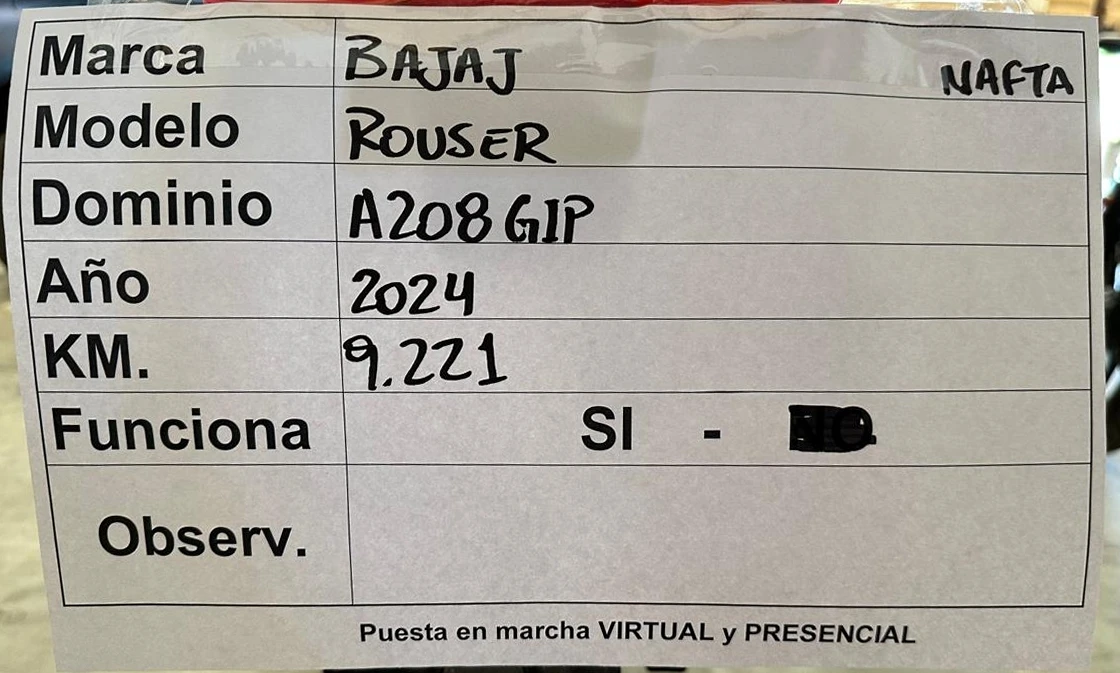 Marca BAJAJ NAFTA
Modelo ROUSER
Dominio A208GIP
Año 2024
KM. 9.221
Funciona SI - NO
Observ.
Puesta en marcha VIRTUAL y PRESENCIAL